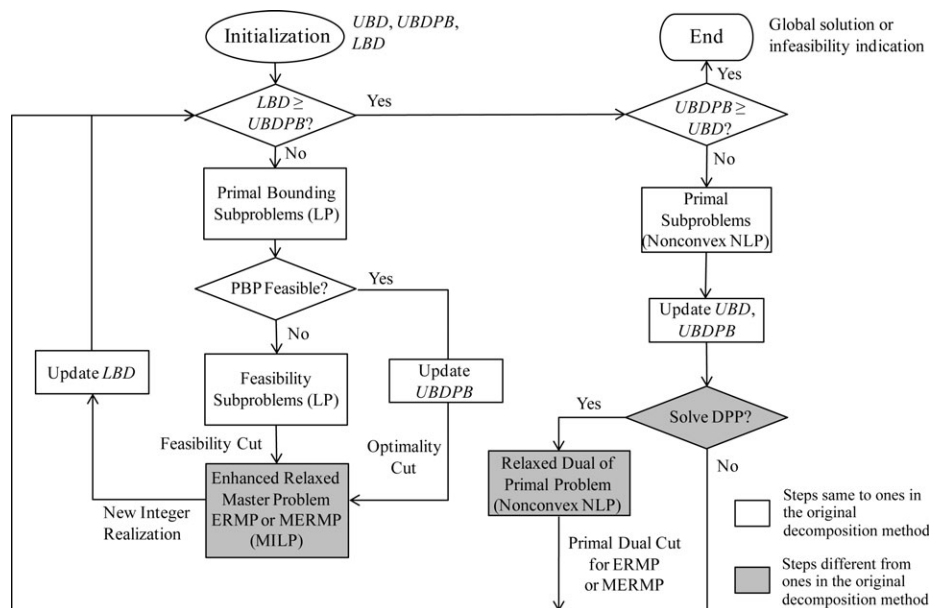 Initialization
UBD, UBDPB,
LBD
LBD ≥
UBDPB?
Yes
No
Primal Bounding
Subproblems (LP)
PBP Feasible?
Yes
No
Feasibility
Subproblems (LP)
Update
UBDPB
Update LBD
Feasibility Cut
Optimality
Cut
Enhanced Relaxed
Master Problem
ERMP or MERMP
(MILP)
New Integer
Realization
End
Global solution or
infeasibility indication
Yes
UBDPB ≥
UBD?
No
Primal
Subproblems
(Nonconvex NLP)
Update UBD,
UBDPB
Solve DPP?
Yes
No
Relaxed Dual of
Primal Problem
(Nonconvex NLP)
Primal Dual Cut
for ERMP
or MERMP
Steps same to ones in
the original
decomposition method
Steps different from
ones in the original
decomposition method